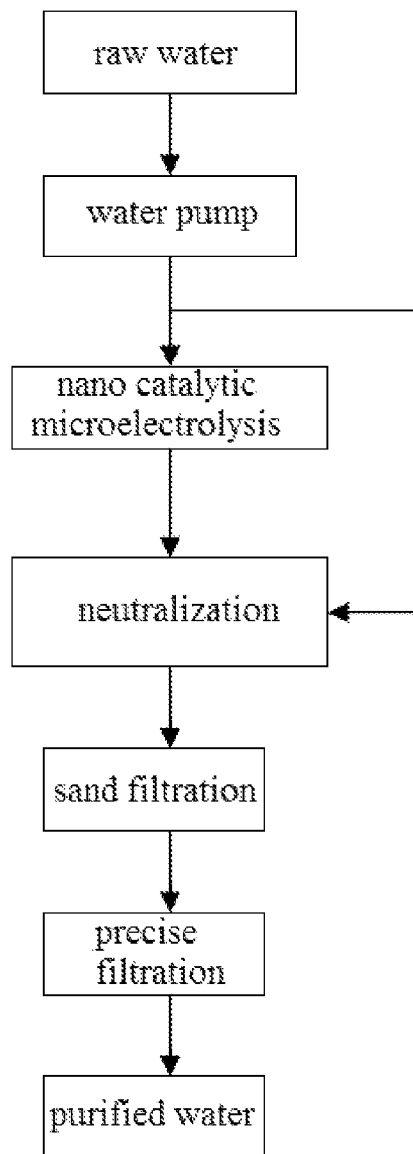 raw water
water pump
nano catalytic
microelectrolysis
neutralization
sand filtration
precise
filtration
purified water